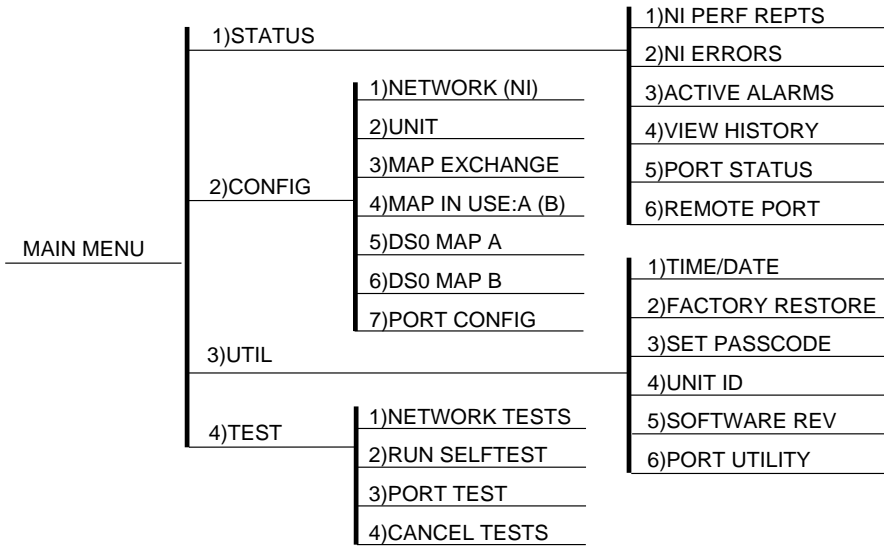 MAIN MENU
1)STATUS
1)NI PERF REPTS
2)NI ERRORS
3)ACTIVE ALARMS
4)VIEW HISTORY
5)PORT STATUS
6)REMOTE PORT
2)CONFIG
1)NETWORK (NI)
2)UNIT
3)MAP EXCHANGE
4)MAP IN USE:A (B)
5)DS0 MAP A
6)DS0 MAP B
7)PORT CONFIG
3)UTIL
1)TIME/DATE
2)FACTORY RESTORE
3)SET PASSCODE
4)UNIT ID
5)SOFTWARE REV
6)PORT UTILITY
4)TEST
1)NETWORK TESTS
2)RUN SELFTEST
3)PORT TEST
4)CANCEL TESTS